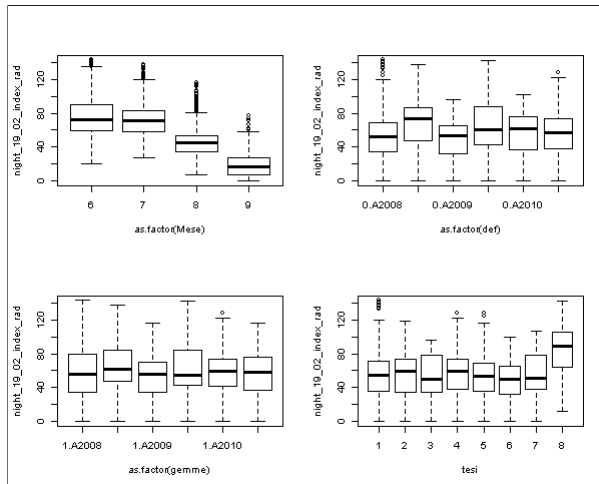 night_19_02_index_rad
0 40 80 120
6 7 8 9
as.factor(Mese)
night_19_02_index_rad
0 40 80 120
0.A2008 0.A2009 0.A2010
as.factor(def)
night_19_02_index_rad
0 40 80 120
1.A2008 1.A2009 1.A2010
as.factor(gemme)
night_19_02_index_rad
0 40 80 120
1 2 3 4 5 6 7 8
tesi